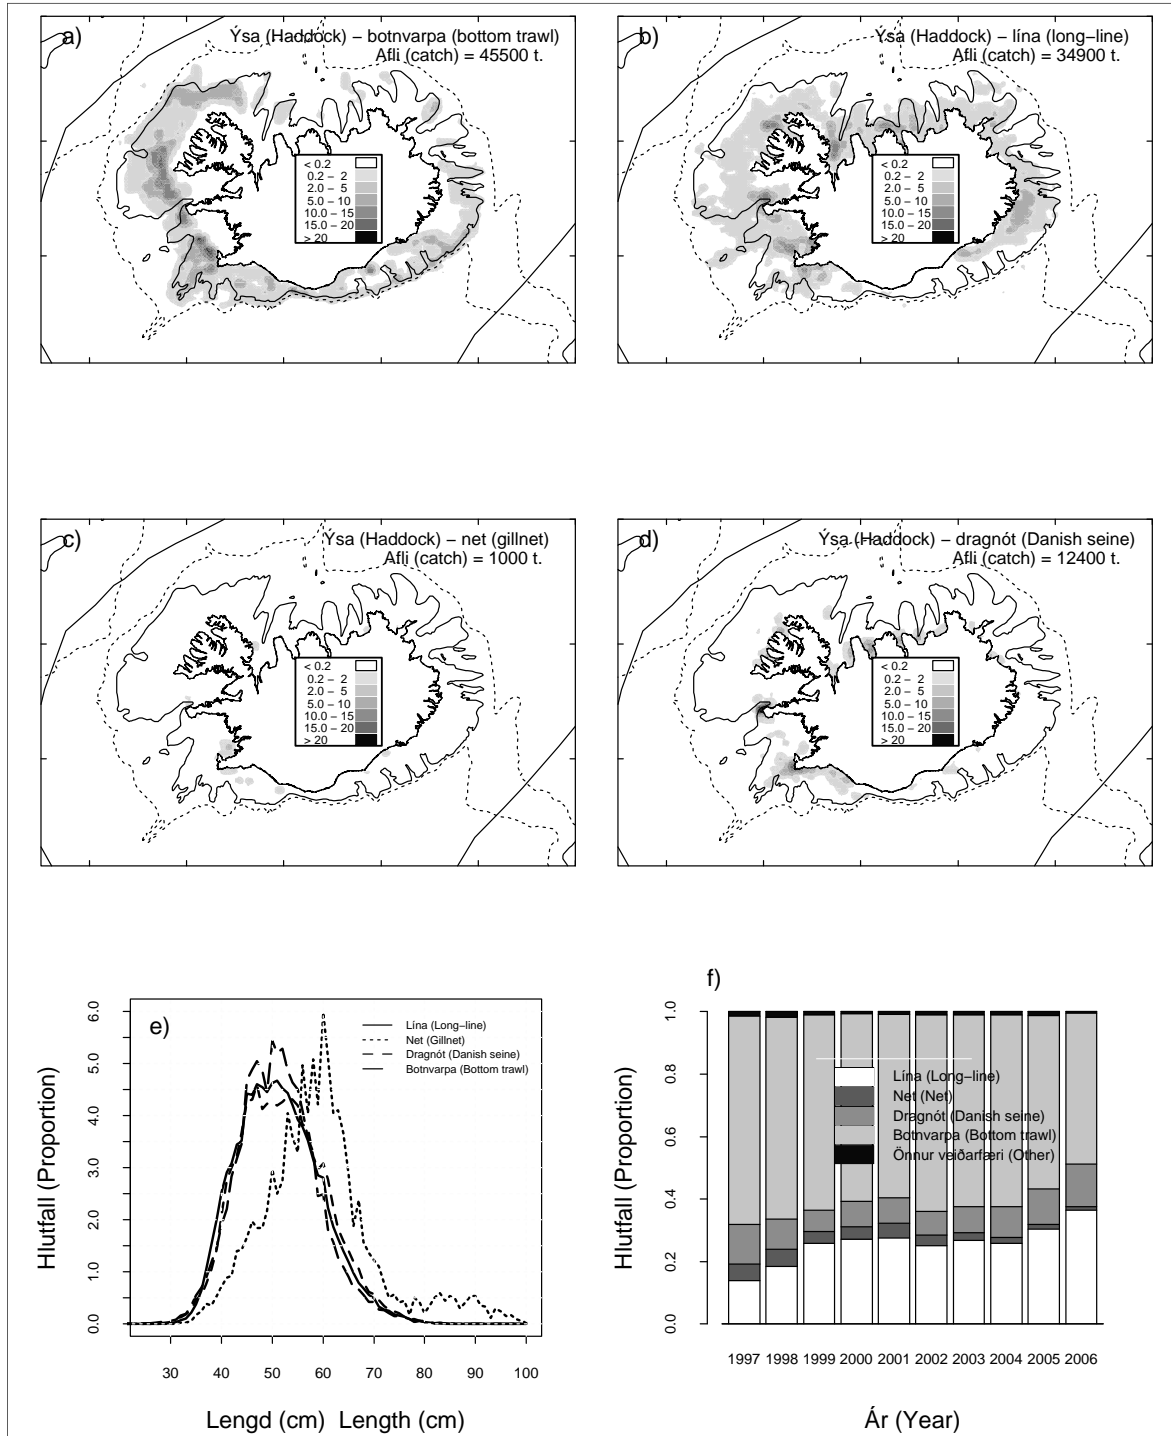 a)
Ýsa (Haddock) – botnvarpa (bottom trawl)
Afli (catch) = 45500 t.
< 0.2
0.2 – 2
2.0 – 5
5.0 – 10
10.0 – 15
15.0 – 20
> 20
b)
Ýsa (Haddock) – lína (long–line)
Afli (catch) = 34900 t.
< 0.2
0.2 – 2
2.0 – 5
5.0 – 10
10.0 – 15
15.0 – 20
> 20
c)
Ýsa (Haddock) – net (gillnet)
Afli (catch) = 1000 t.
< 0.2
0.2 – 2
2.0 – 5
5.0 – 10
10.0 – 15
15.0 – 20
> 20
d)
Ýsa (Haddock) – dragnót (Danish seine)
Afli (catch) = 12400 t.
< 0.2
0.2 – 2
2.0 – 5
5.0 – 10
10.0 – 15
15.0 – 20
> 20
e)
Lína (Long–line)
Net (Gillnet)
Dragnót (Danish seine)
Botnvarpa (Bottom trawl)
Hlutfall (Proportion)
6.0
5.0
4.0
3.0
2.0
1.0
0.0
30 40 50 60 70 80 90 100
Lengd (cm) Length (cm)
f)
Lína (Long–line)
Net (Net)
Dragnót (Danish seine)
Botnvarpa (Bottom trawl)
Önnur veiðarfæri (Other)
Hlutfall (Proportion)
1.0
0.8
0.6
0.4
0.2
0.0
1997 1998 1999 2000 2001 2002 2003 2004 2005 2006
Ár (Year)